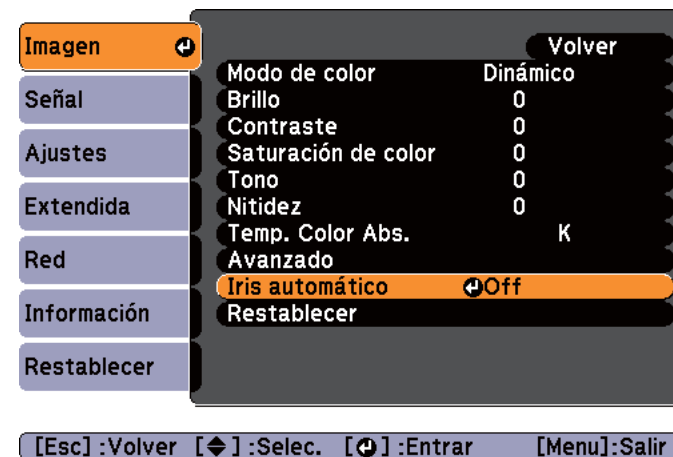 Imagen
Señal
Ajustes
Extendida
Red
Información
Restablecer
Volver
Modo de color Dinámico
Brillo 0
Contraste 0
Saturación de color 0
Tono 0
Nitidez 0
Temp. Color Abs. K
Avanzado
Iris automático Off
Restablecer
[Esc] :Volver [◆] :Selec. [⏎] :Entrar [Menu]:Salir